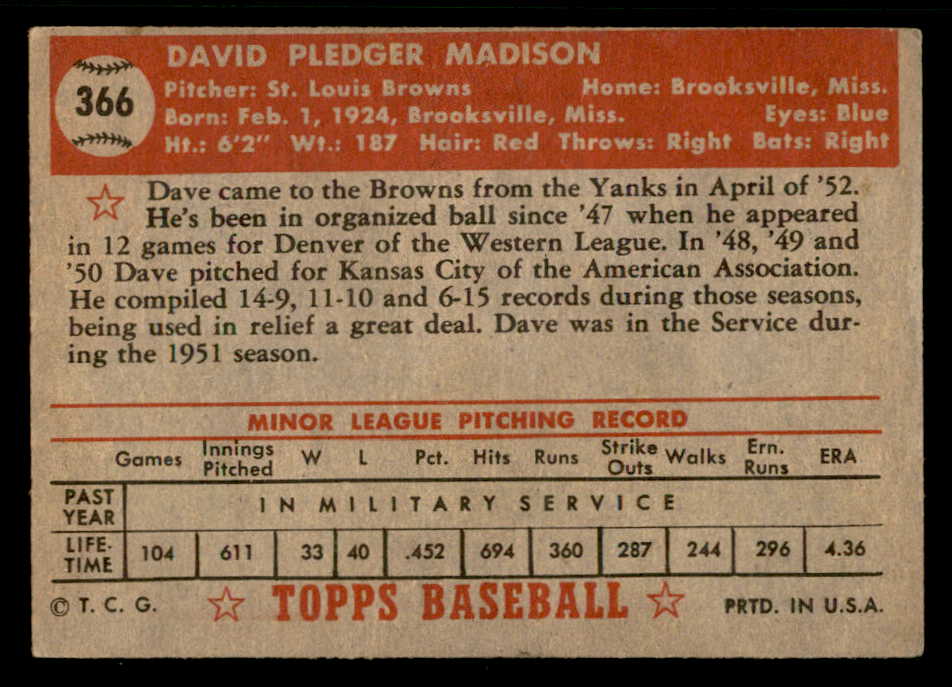 366
DAVID PLEDGER MADISON
Pitcher: St. Louis Browns Home: Brooksville, Miss.
Born: Feb. 1, 1924, Brooksville, Miss. Eyes: Blue
Ht.: 6'2" Wt.: 187 Hair: Red Throws: Right Bats: Right
Dave came to the Browns from the Yanks in April of '52.
He's been in organized ball since '47 when he appeared
in 12 games for Denver of the Western League. In '48, '49 and
'50 Dave pitched for Kansas City of the American Association.
He compiled 14-9, 11-10 and 6-15 records during those seasons,
being used in relief a great deal. Dave was in the Service dur-
ing the 1951 season.
MINOR LEAGUE PITCHING RECORD
Games Innings Pitched W L Pct. Hits Runs Strike Outs Walks Ern. Runs ERA
PAST YEAR IN MILITARY SERVICE
LIFE-TIME 104 611 33 40 .452 694 360 287 244 296 4.36
© T. C. G. TOPPS BASEBALL PRTD. IN U.S.A.